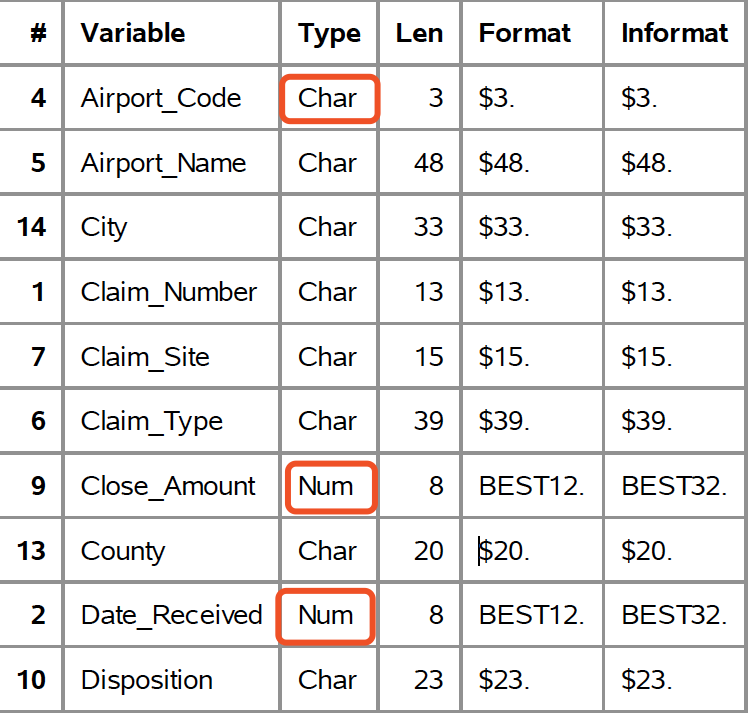 # Variable Type Len Format Informat
4 Airport_Code Char 3 $3. $3.
5 Airport_Name Char 48 $48. $48.
14 City Char 33 $33. $33.
1 Claim_Number Char 13 $13. $13.
7 Claim_Site Char 15 $15. $15.
6 Claim_Type Char 39 $39. $39.
9 Close_Amount Num 8 BEST12. BEST32.
13 County Char 20 $20. $20.
2 Date_Received Num 8 BEST12. BEST32.
10 Disposition Char 23 $23. $23.